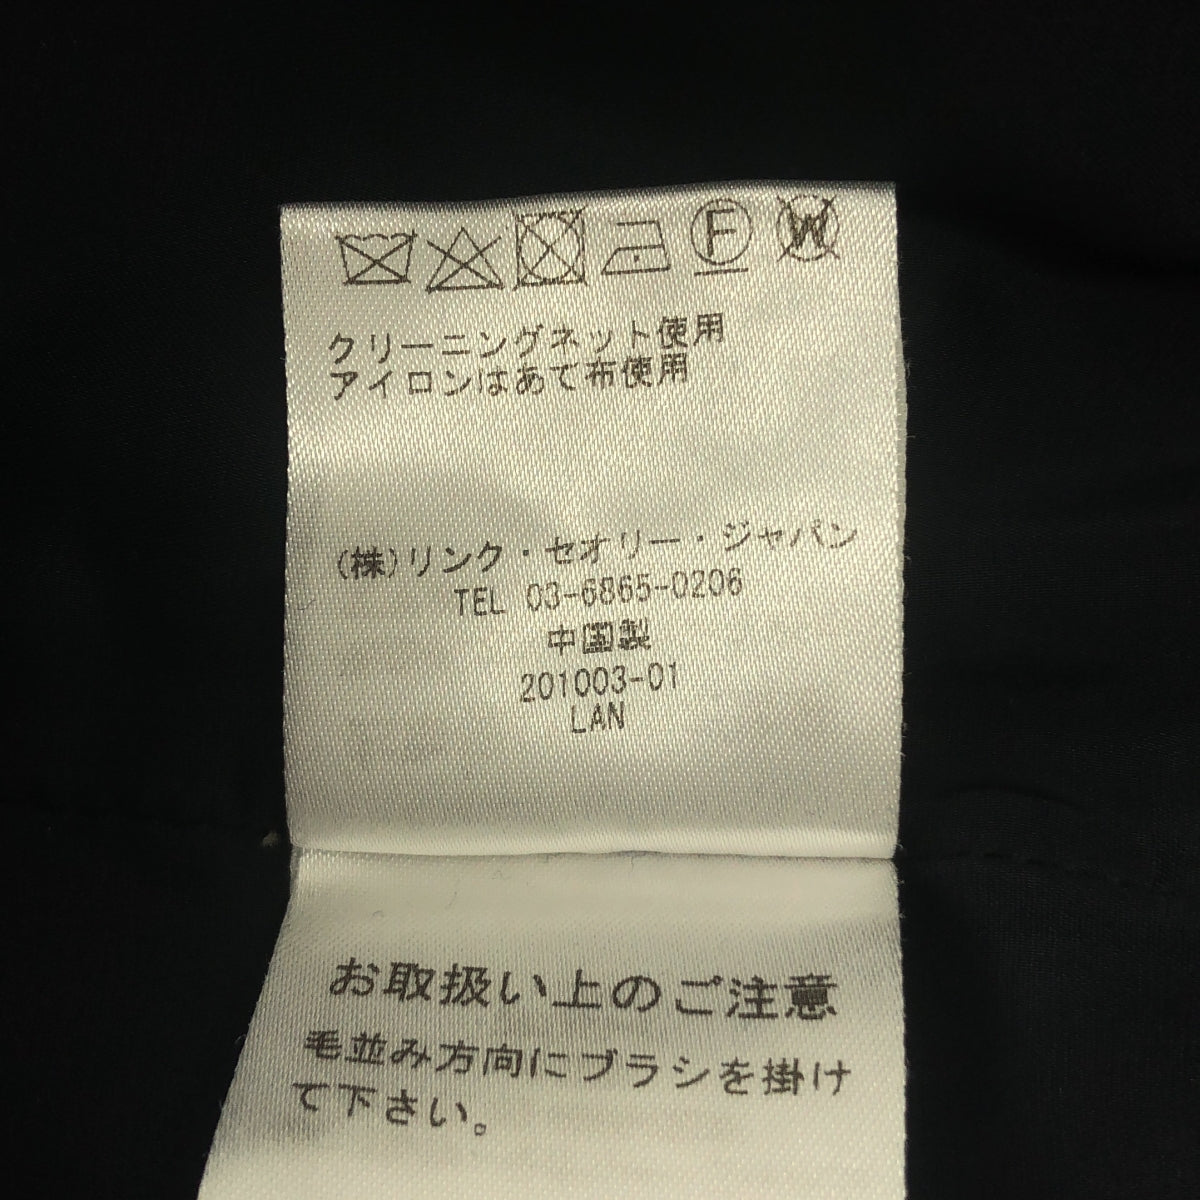 F W
クリーニングネット使用
アイロンはあて布使用
(株)リンク・セオリー・ジャパン
TEL 03-6865-0206
中国製
201003-01
LAN
お取扱い上のご注意
毛並み方向にブラシを掛け
て下さい。